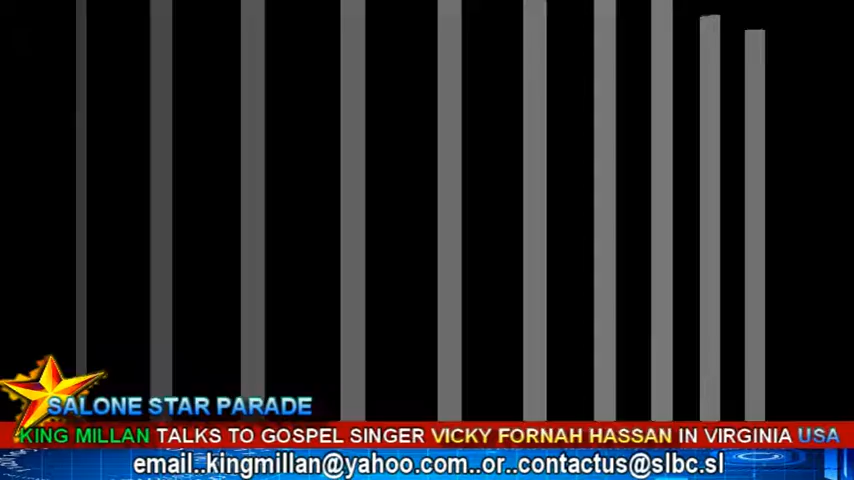 SALONE STAR PARADE
KING MILLAN TALKS TO GOSPEL SINGER VICKY FORNAH HASSAN IN VIRGINIA USA
email..kingmillan@yahoo.com..or..contactus@slbc.sl